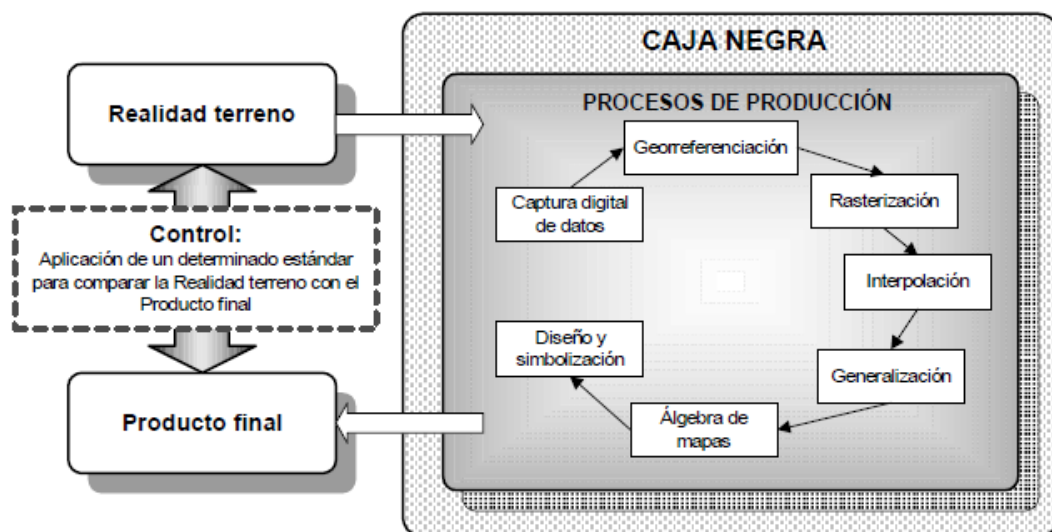 CAJA NEGRA
PROCESOS DE PRODUCCIÓN
Realidad terreno
Control:
Aplicación de un determinado estándar
para comparar la Realidad terreno con el
Producto final
Producto final
Captura digital
de datos
Georreferenciación
Rasterización
Interpolación
Generalización
Álgebra de
mapas
Diseño y
simbolización